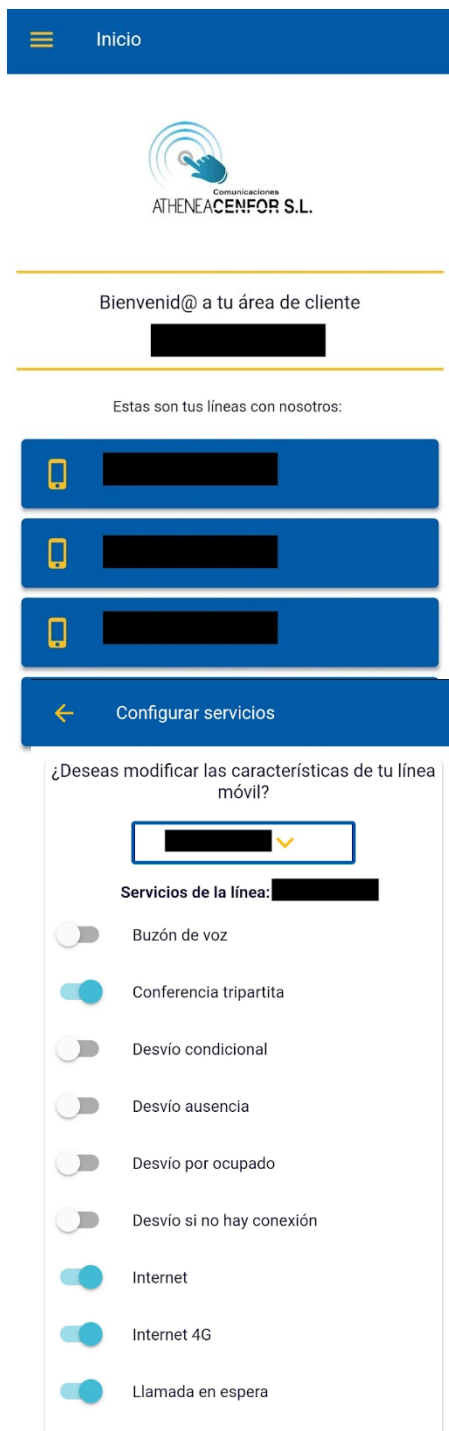 Inicio
Comunicaciones
ATHENEACENFOR S.L.
Bienvenid@ a tu área de cliente
Estas son tus líneas con nosotros:
Configurar servicios
¿Deseas modificar las características de tu línea
móvil?
Servicios de la línea:
Buzón de voz
Conferencia tripartita
Desvío condicional
Desvío ausencia
Desvío por ocupado
Desvío si no hay conexión
Internet
Internet 4G
Llamada en espera